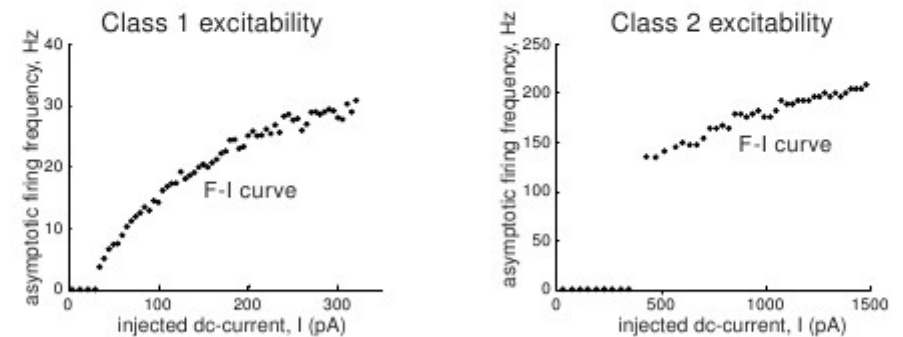 Class 1 excitability
asymptotic firing frequency, Hz
40
30
20
10
0
F-I curve
0 100 200 300
injected dc-current, I (pA)
Class 2 excitability
asymptotic firing frequency, Hz
250
200
150
100
50
0
F-I curve
500 1000 1500
injected dc-current, I (pA)